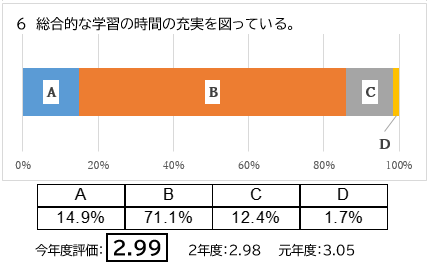 6 総合的な学習の時間の充実を図っている。
A B C
D
0% 20% 40% 60% 80% 100%
A B C D
14.9% 71.1% 12.4% 1.7%
今年度評価: 2.99 2年度:2.98 元年度:3.05